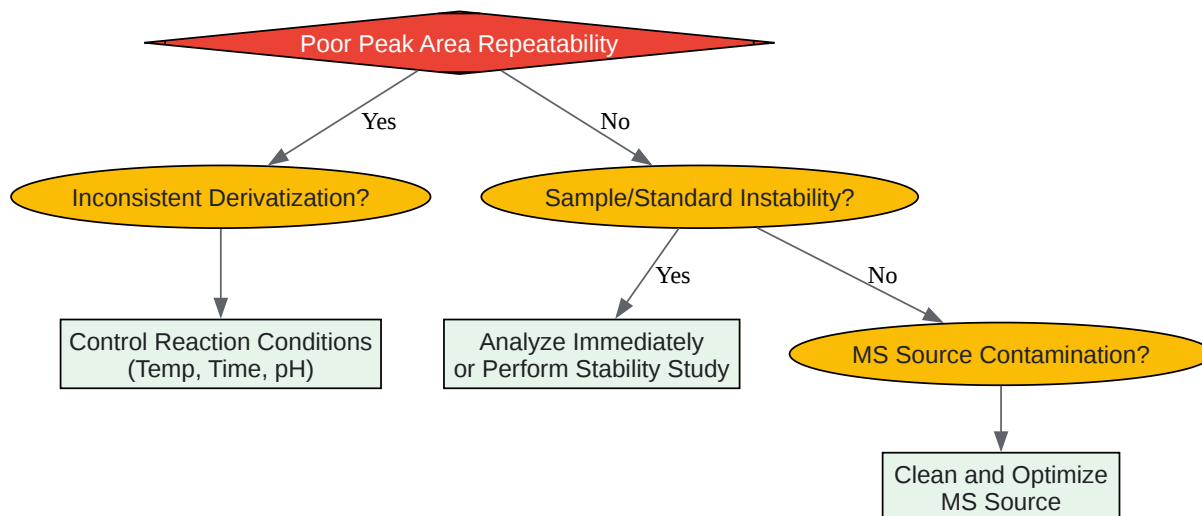 Poor Peak Area Repeatability
Yes
No
Inconsistent Derivatization?
Sample/Standard Instability?
Yes
No
Control Reaction Conditions
(Temp, Time, pH)
Analyze Immediately
or Perform Stability Study
MS Source Contamination?
Clean and Optimize
MS Source